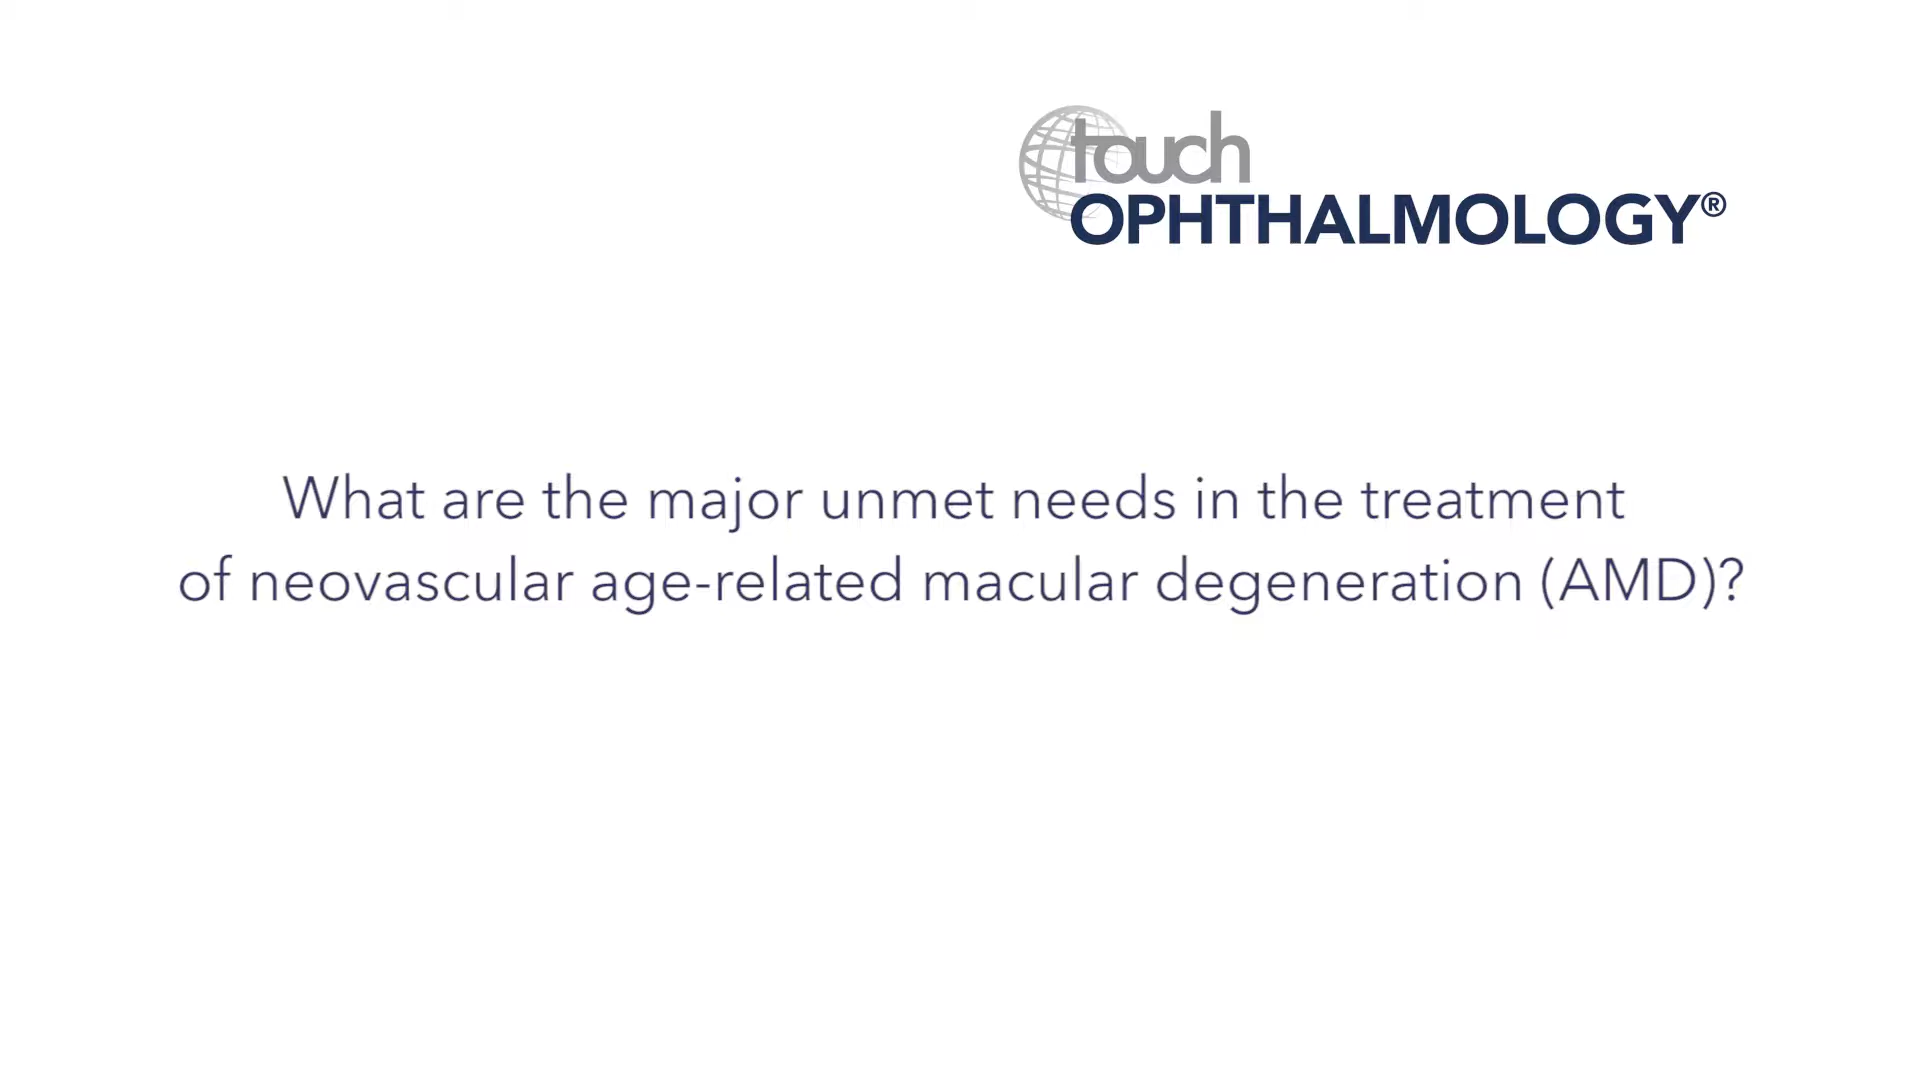 touch
OPHTHALMOLOGY®
What are the major unmet needs in the treatment
of neovascular age-related macular degeneration (AMD)?